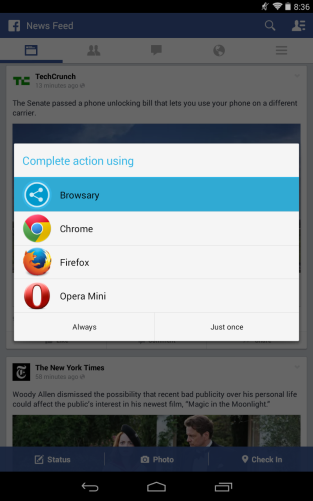 8:36
News Feed
TechCrunch
13 minutes ago
The Senate passed a phone unlocking bill that lets you use your phone on a different
carrier.
Complete action using
Browsary
Chrome
Firefox
Opera Mini
Always
Just once
The New York Times
58 minutes ago
Woody Allen dismissed the possibility that recent bad publicity over his personal life
could affect the public's interest in his newest film, "Magic in the Moonlight."
Status
Photo
Check In